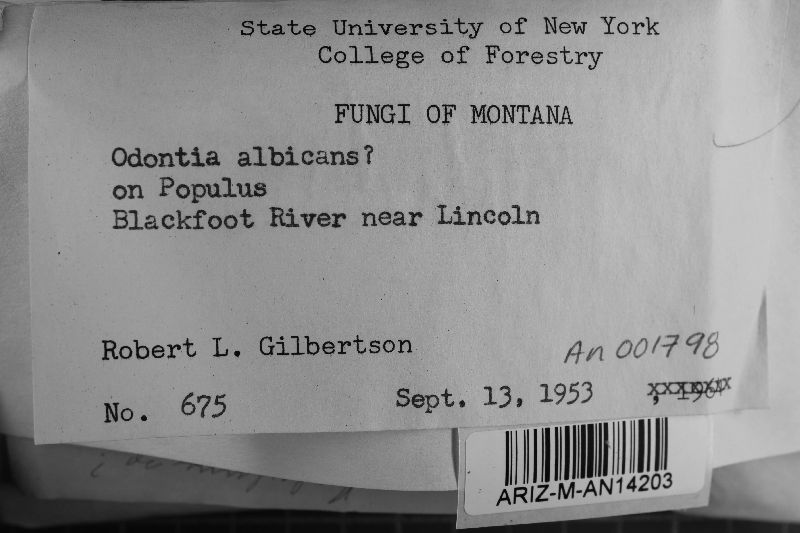 State University of New York
College of Forestry
FUNGI OF MONTANA
Odontia albicans?
on Populus
Blackfoot River near Lincoln
Robert L. Gilbertson
An 001798
No. 675
Sept. 13, 1953
ARIZ-M-AN14203